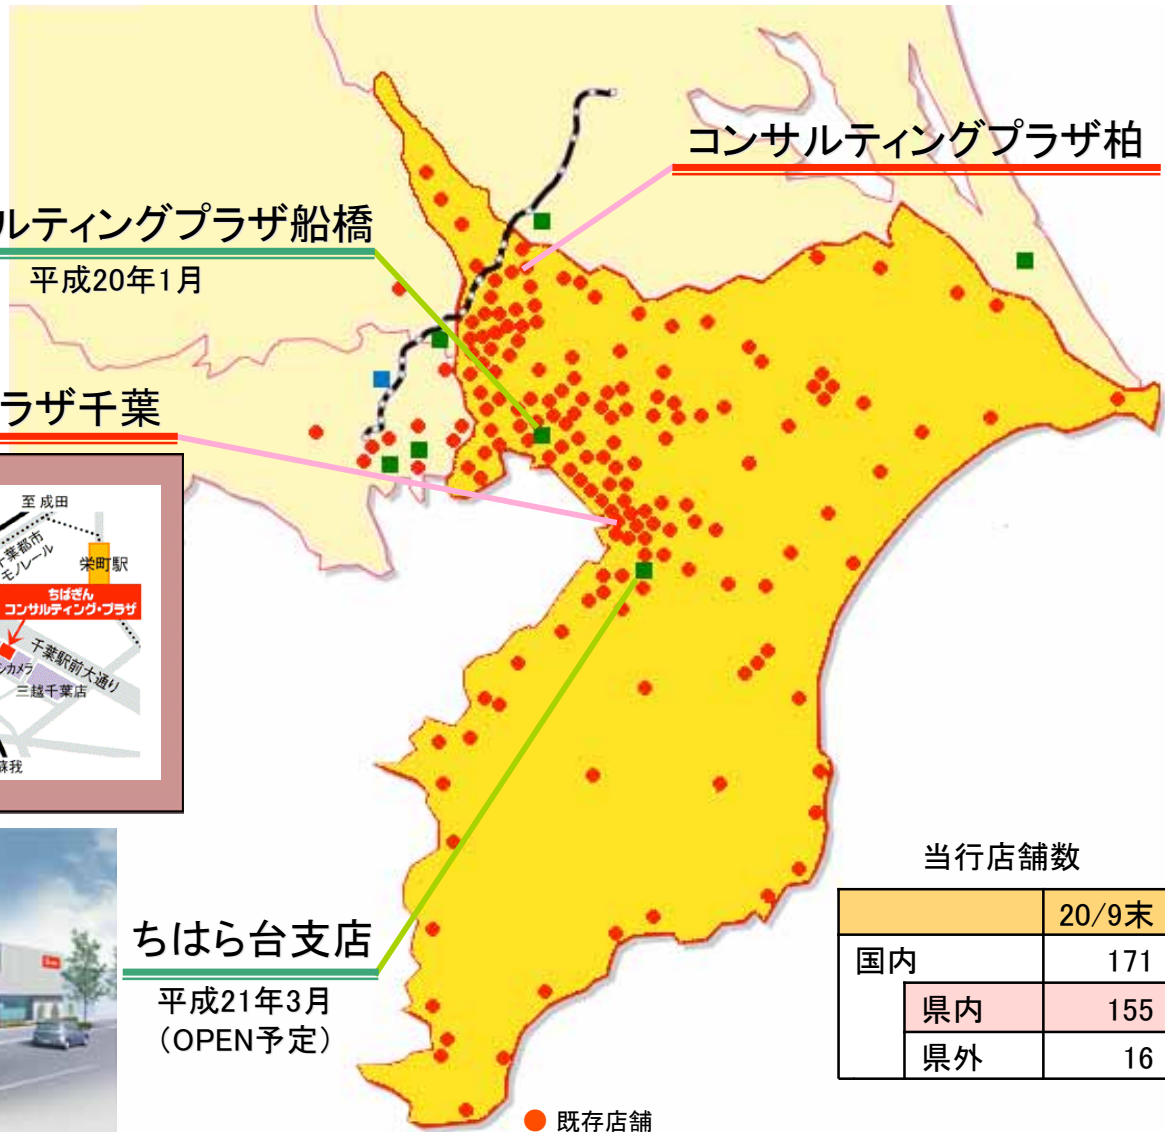 コンサルティングプラザ柏
ルティングプラザ船橋
平成20年1月
ラザ千葉
至 成田
千葉都市
モノレール
栄町駅
ちばぎん
コンサルティング・プラザ
千葉駅前大通り
シカメラ
三越千葉店
蘇我
ちはら台支店
平成21年3月
(OPEN予定)
当行店舗数
20/9末
国内 171
県内 155
県外 16
既存店舗